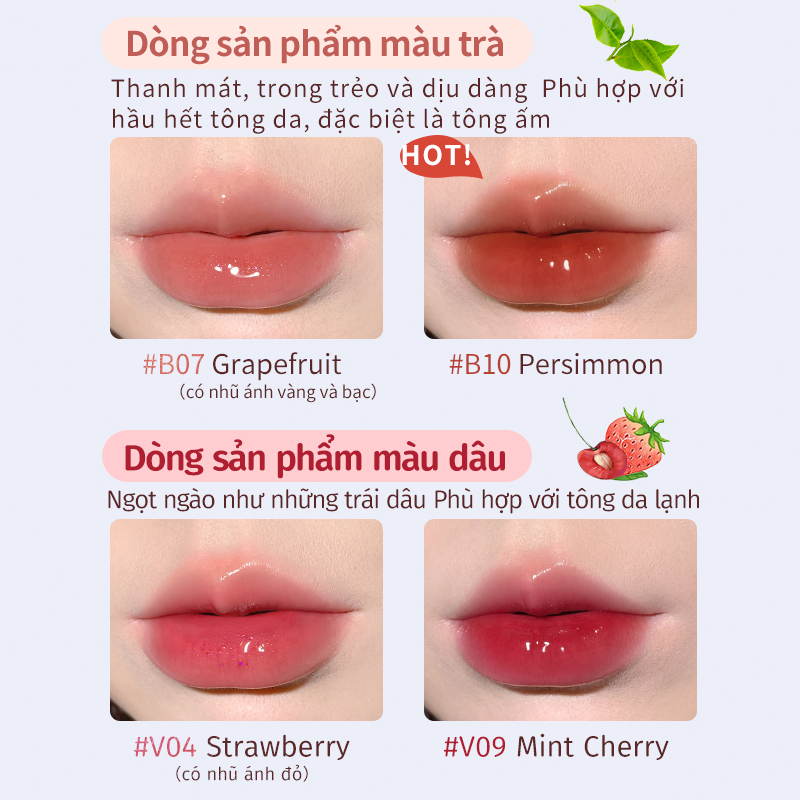 Dòng sản phẩm màu trà
Thanh mát, trong trẻo và dịu dàng Phù hợp với
hầu hết tông da, đặc biệt là tông ấm
HOT!
#B07 Grapefruit
(có nhũ ánh vàng và bạc)
#B10 Persimmon
Dòng sản phẩm màu dâu
Ngọt ngào như những trái dâu Phù hợp với tông da lạnh
#V04 Strawberry
(có nhũ ánh đỏ)
#V09 Mint Cherry